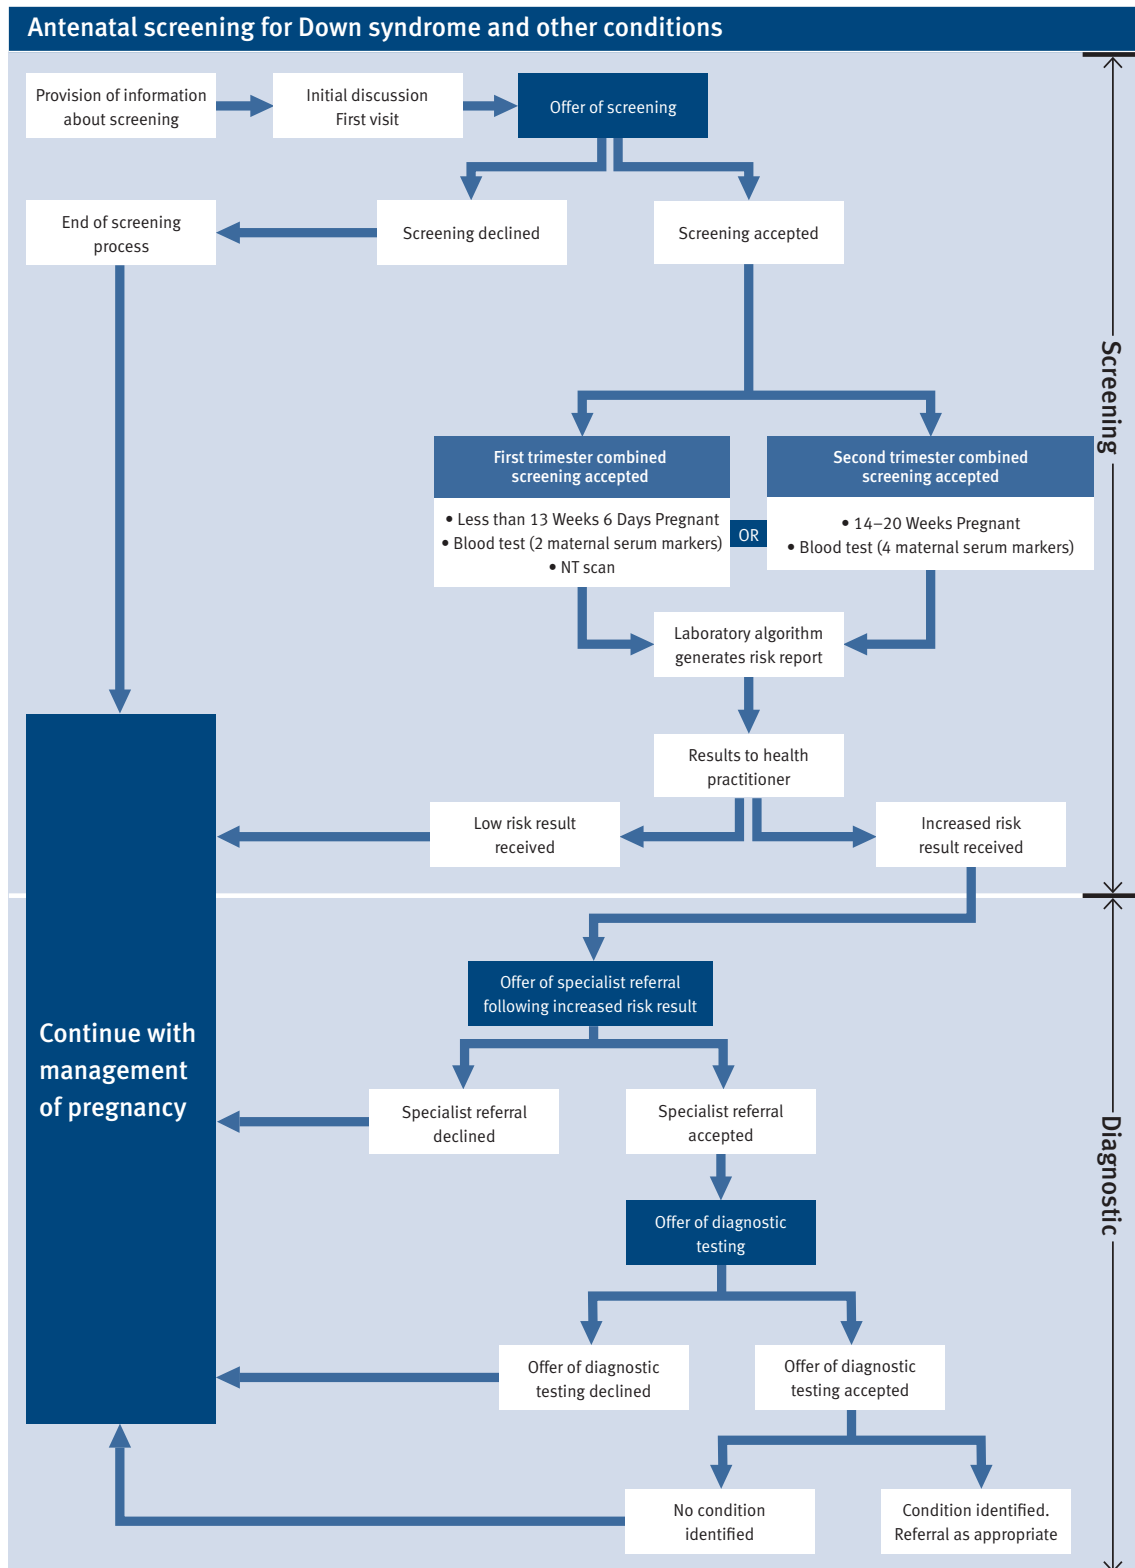 Antenatal screening for Down syndrome and other conditions
Provision of information
about screening
Initial discussion
First visit
Offer of screening
End of screening
process
Screening declined
Screening accepted
Screening
First trimester combined
screening accepted
• Less than 13 Weeks 6 Days Pregnant
• Blood test (2 maternal serum markers)
• NT scan
OR
Second trimester combined
screening accepted
• 14–20 Weeks Pregnant
• Blood test (4 maternal serum markers)
Laboratory algorithm
generates risk report
Results to health
practitioner
Low risk result
received
Increased risk
result received
Offer of specialist referral
following increased risk result
Continue with
management
of pregnancy
Specialist referral
declined
Specialist referral
accepted
Diagnostic
Offer of diagnostic
testing
Offer of diagnostic
testing declined
Offer of diagnostic
testing accepted
No condition
identified
Condition identified.
Referral as appropriate